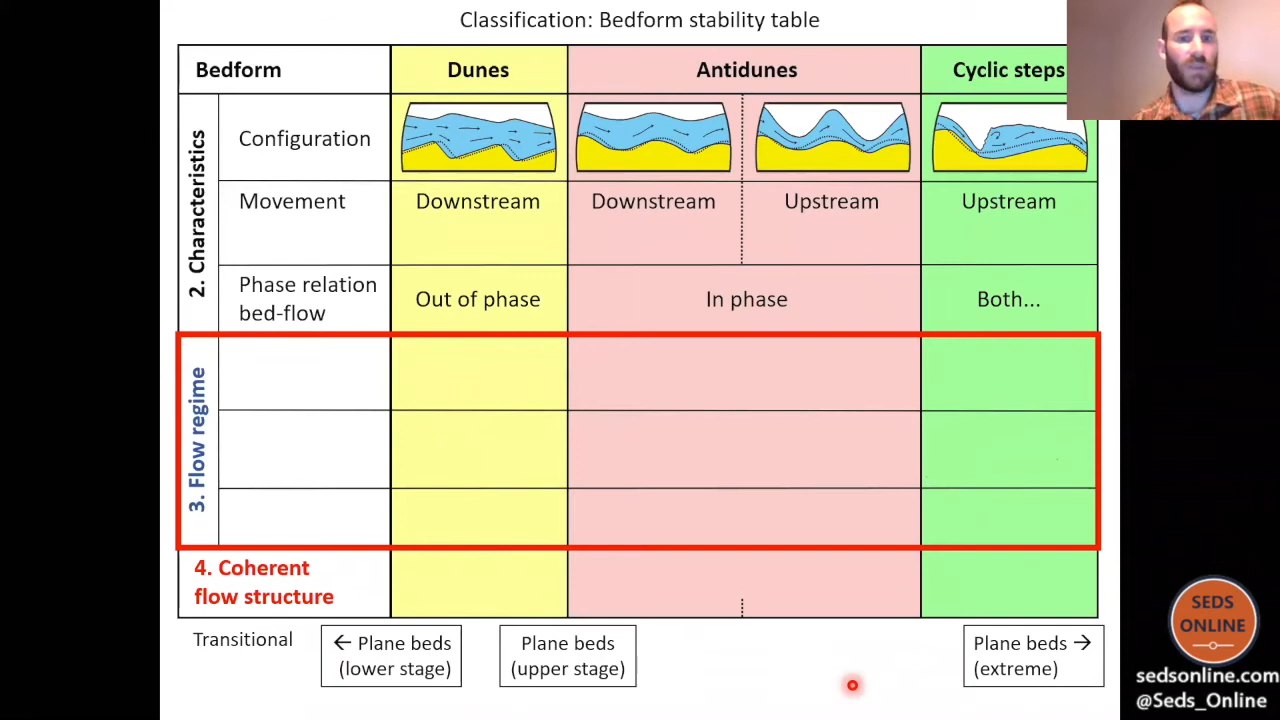 Classification: Bedform stability table
Bedform
Dunes
Antidunes
Cyclic steps
2. Characteristics
Configuration
Movement
Downstream
Downstream
Upstream
Upstream
Phase relation
bed-flow
Out of phase
In phase
Both...
3. Flow regime
4. Coherent
flow structure
Transitional
← Plane beds
(lower stage)
Plane beds
(upper stage)
Plane beds →
(extreme)
SEDS
ONLINE
sedsonline.com
@Seds_Online